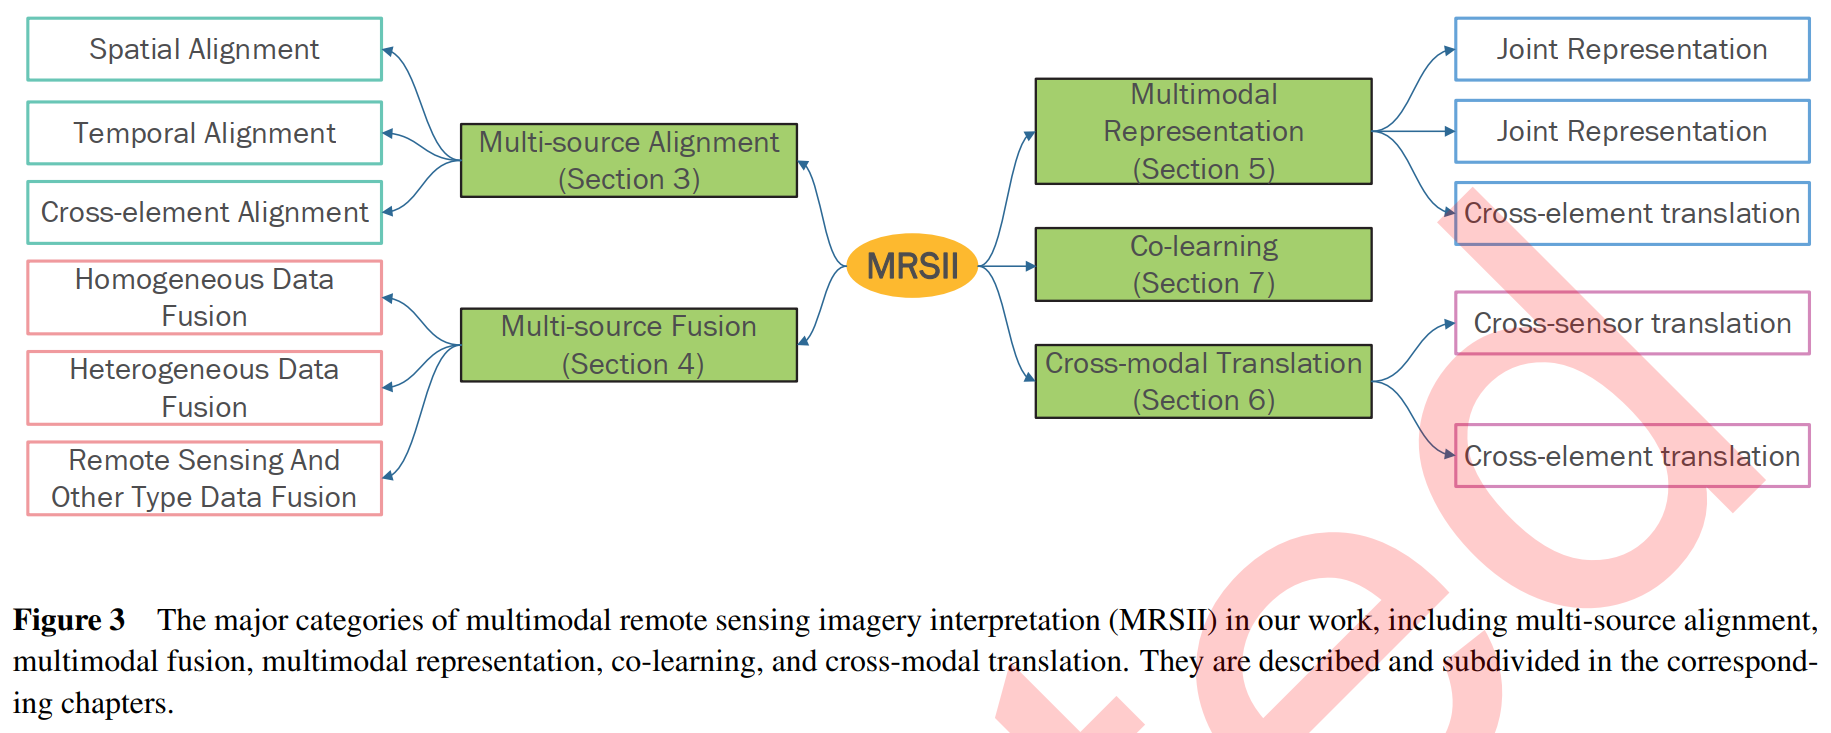 Spatial Alignment
Temporal Alignment
Cross-element Alignment
Homogeneous Data
Fusion
Heterogeneous Data
Fusion
Remote Sensing And
Other Type Data Fusion
Multi-source Alignment
(Section 3)
Multi-source Fusion
(Section 4)
MRSII
Multimodal
Representation
(Section 5)
Co-learning
(Section 7)
Cross-modal Translation
(Section 6)
Joint Representation
Joint Representation
Cross-element translation
Cross-sensor translation
Cross-element translation
Figure 3 The major categories of multimodal remote sensing imagery interpretation (MRSII) in our work, including multi-source alignment,
multimodal fusion, multimodal representation, co-learning, and cross-modal translation. They are described and subdivided in the correspond-
ing chapters.